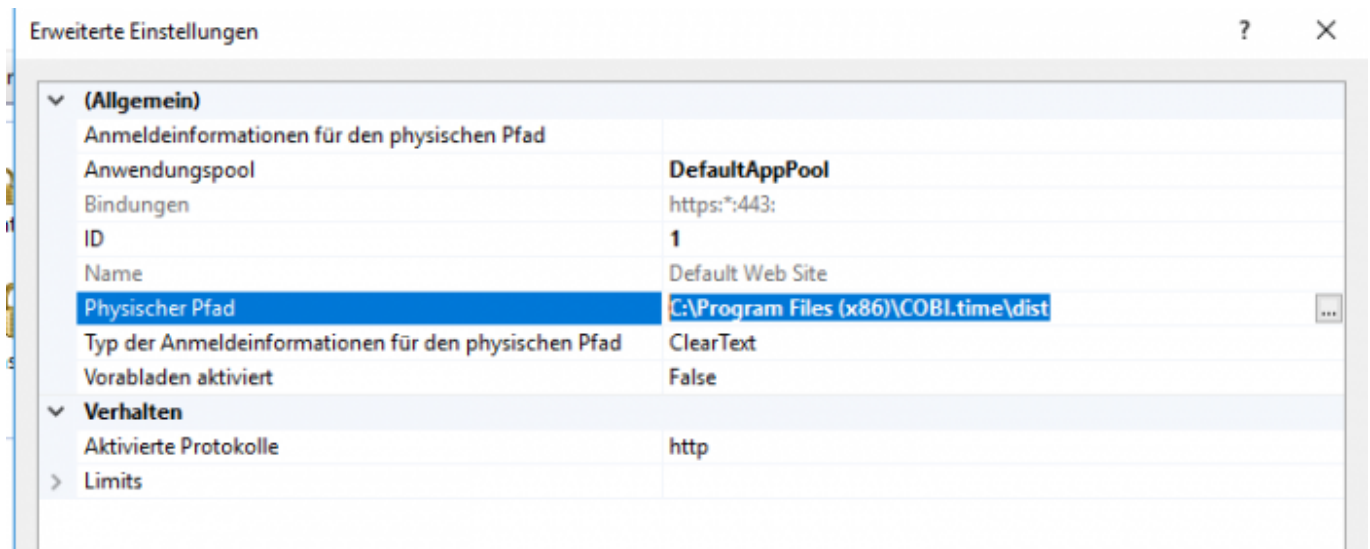 Erweiterte Einstellungen ? ×
(Allgemein)
Anmeldeinformationen für den physischen Pfad
Anwendungspool DefaultAppPool
Bindungen https:*:443:
ID 1
Name Default Web Site
Physischer Pfad C:\Program Files (x86)\COBI.time\dist ...
Typ der Anmeldeinformationen für den physischen Pfad ClearText
Vorabladen aktiviert False
Verhalten
Aktivierte Protokolle http
Limits